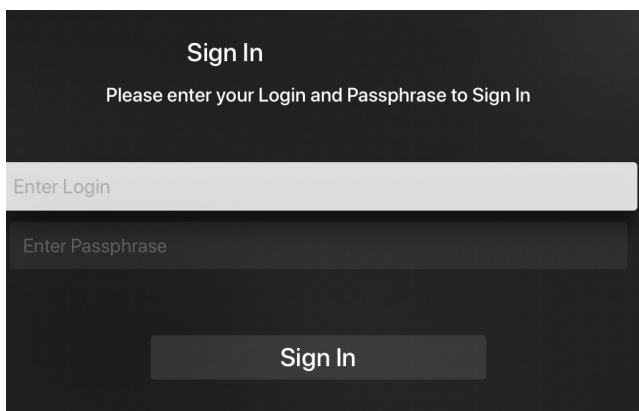 Sign In
Please enter your Login and Passphrase to Sign In
Enter Login
Enter Passphrase
Sign In